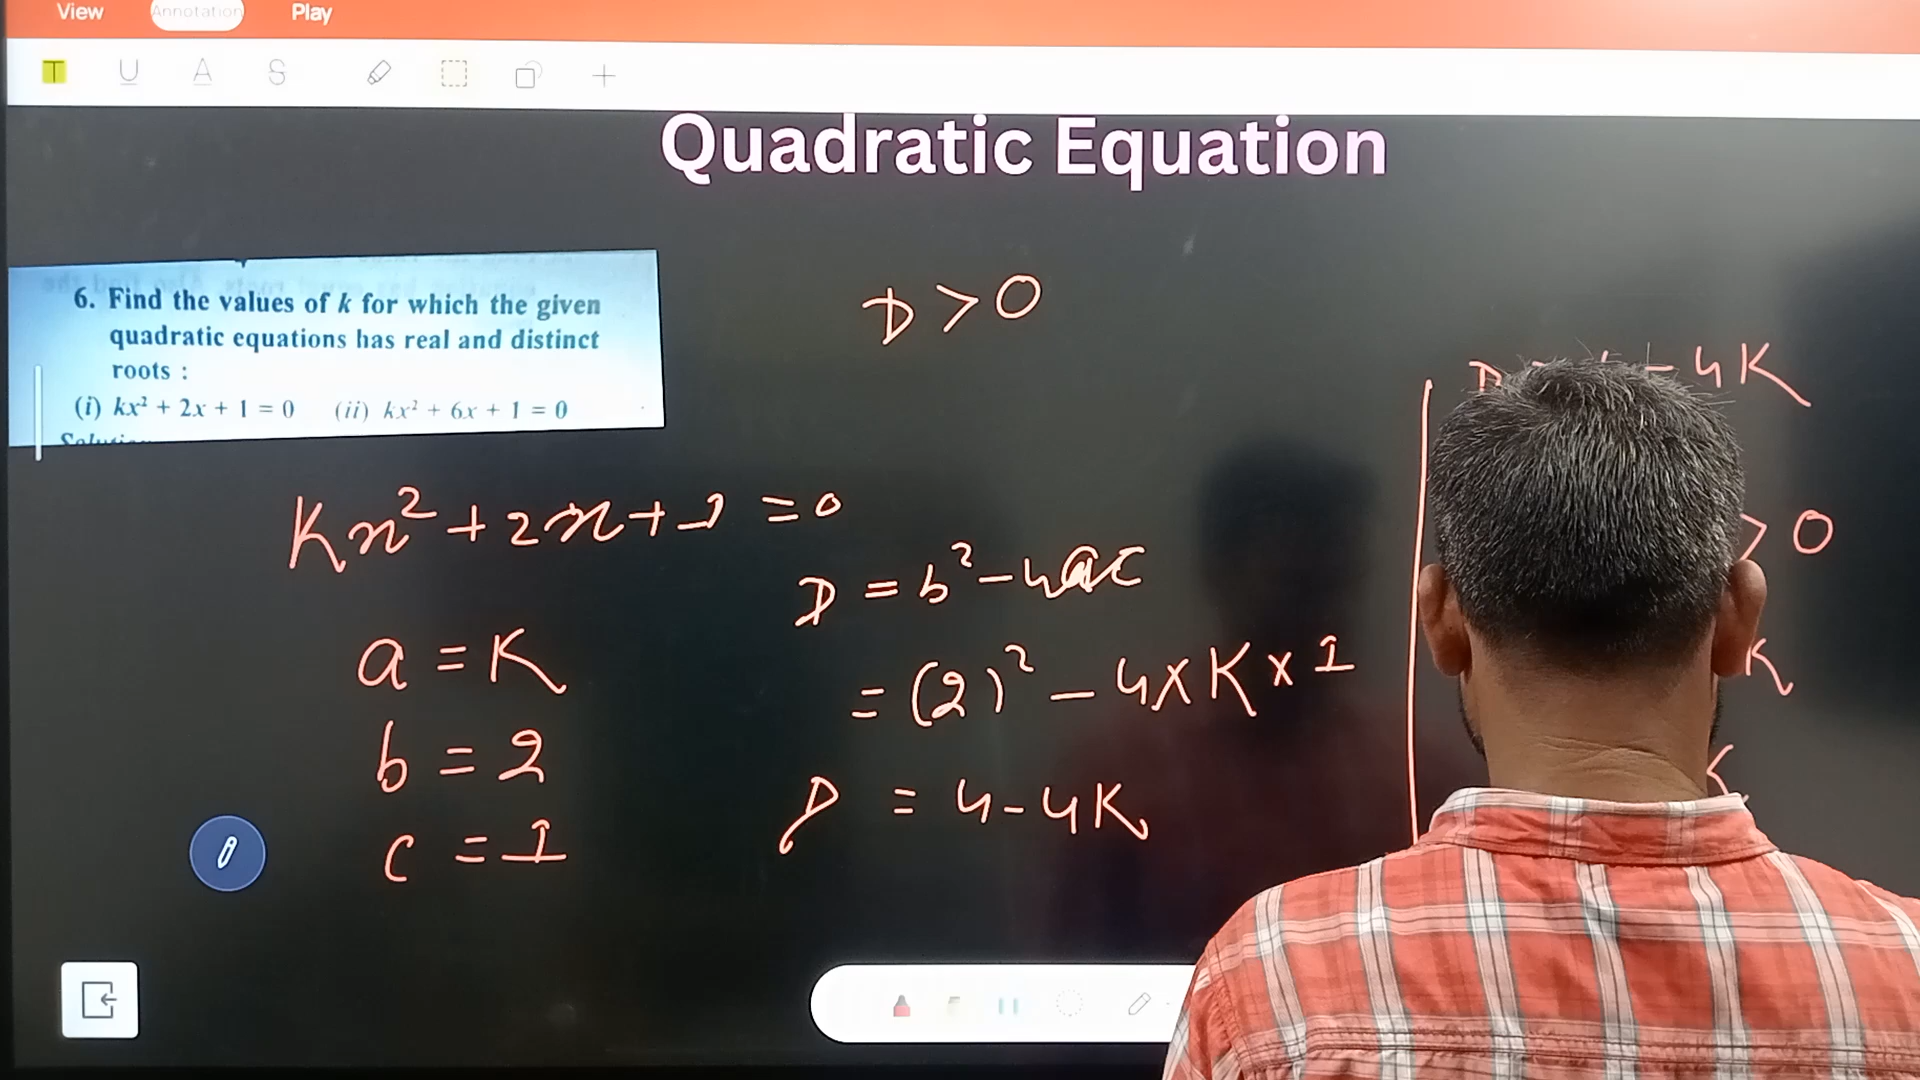 View Annotation Play
T U A S
Quadratic Equation
6. Find the values of k for which the given
quadratic equations has real and distinct
roots :
(i) kx² + 2x + 1 = 0 (ii) kx² + 6x + 1 = 0
D > 0
Kx² + 2x + 1 = 0
a = K
b = 2
c = 1
D = b² - 4ac
= (2)² - 4 x K x 1
D = 4 - 4K
- 4K
> 0
K